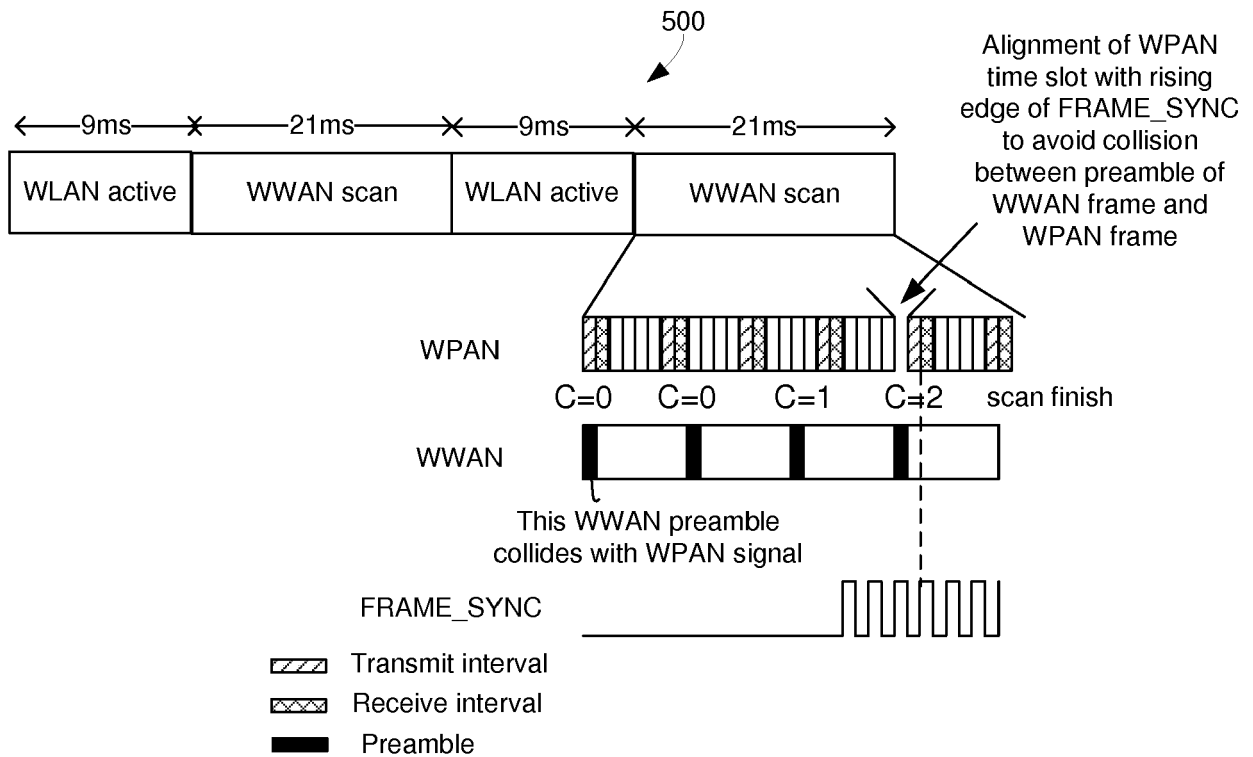 500
Alignment of WPAN
time slot with rising
edge of FRAME_SYNC
to avoid collision
between preamble of
WWAN frame and
WPAN frame
9ms 21ms 9ms 21ms
WLAN active WWAN scan WLAN active WWAN scan
WPAN
C=0 C=0 C=1 C=2 scan finish
WWAN
This WWAN preamble
collides with WPAN signal
FRAME_SYNC
Transmit interval
Receive interval
Preamble